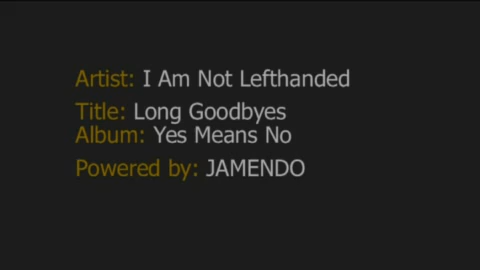 Artist: I Am Not Lefthanded
Title: Long Goodbyes
Album: Yes Means No
Powered by: JAMENDO